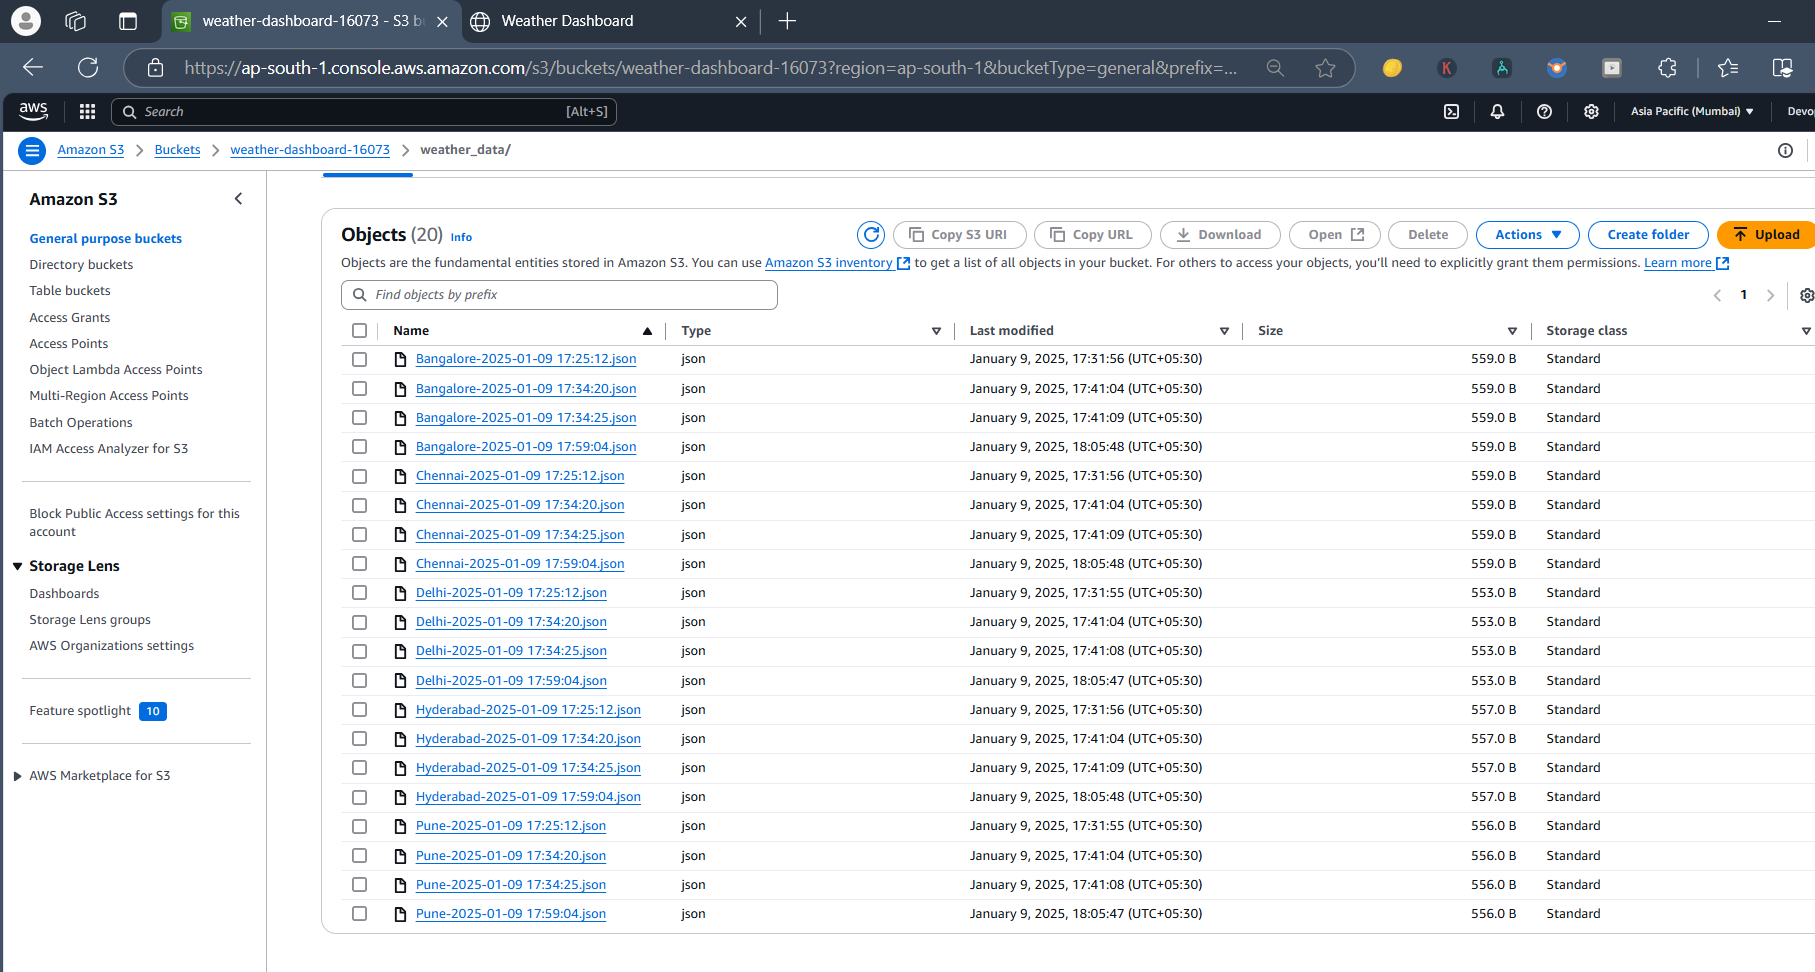 weather-dashboard-16073 - S3 b
Weather Dashboard
https://ap-south-1.console.aws.amazon.com/s3/buckets/weather-dashboard-16073?region=ap-south-1&bucketType=general&prefix=...
K
aws
Search
[Alt+S]
Asia Pacific (Mumbai)
Devo
Amazon S3
Buckets
weather-dashboard-16073
weather_data/
Amazon S3
General purpose buckets
Directory buckets
Table buckets
Access Grants
Access Points
Object Lambda Access Points
Multi-Region Access Points
Batch Operations
IAM Access Analyzer for S3
Block Public Access settings for this
account
Storage Lens
Dashboards
Storage Lens groups
AWS Organizations settings
Feature spotlight 10
AWS Marketplace for S3
Objects (20) Info
Copy S3 URI
Copy URL
Download
Open
Delete
Actions
Create folder
Upload
Objects are the fundamental entities stored in Amazon S3. You can use Amazon S3 inventory to get a list of all objects in your bucket. For others to access your objects, you'll need to explicitly grant them permissions. Learn more
Find objects by prefix
1
Name Type Last modified Size Storage class
Bangalore-2025-01-09 17:25:12.json json January 9, 2025, 17:31:56 (UTC+05:30) 559.0 B Standard
Bangalore-2025-01-09 17:34:20.json json January 9, 2025, 17:41:04 (UTC+05:30) 559.0 B Standard
Bangalore-2025-01-09 17:34:25.json json January 9, 2025, 17:41:09 (UTC+05:30) 559.0 B Standard
Bangalore-2025-01-09 17:59:04.json json January 9, 2025, 18:05:48 (UTC+05:30) 559.0 B Standard
Chennai-2025-01-09 17:25:12.json json January 9, 2025, 17:31:56 (UTC+05:30) 559.0 B Standard
Chennai-2025-01-09 17:34:20.json json January 9, 2025, 17:41:04 (UTC+05:30) 559.0 B Standard
Chennai-2025-01-09 17:34:25.json json January 9, 2025, 17:41:09 (UTC+05:30) 559.0 B Standard
Chennai-2025-01-09 17:59:04.json json January 9, 2025, 18:05:48 (UTC+05:30) 559.0 B Standard
Delhi-2025-01-09 17:25:12.json json January 9, 2025, 17:31:55 (UTC+05:30) 553.0 B Standard
Delhi-2025-01-09 17:34:20.json json January 9, 2025, 17:41:04 (UTC+05:30) 553.0 B Standard
Delhi-2025-01-09 17:34:25.json json January 9, 2025, 17:41:08 (UTC+05:30) 553.0 B Standard
Delhi-2025-01-09 17:59:04.json json January 9, 2025, 18:05:47 (UTC+05:30) 553.0 B Standard
Hyderabad-2025-01-09 17:25:12.json json January 9, 2025, 17:31:56 (UTC+05:30) 557.0 B Standard
Hyderabad-2025-01-09 17:34:20.json json January 9, 2025, 17:41:04 (UTC+05:30) 557.0 B Standard
Hyderabad-2025-01-09 17:34:25.json json January 9, 2025, 17:41:09 (UTC+05:30) 557.0 B Standard
Hyderabad-2025-01-09 17:59:04.json json January 9, 2025, 18:05:48 (UTC+05:30) 557.0 B Standard
Pune-2025-01-09 17:25:12.json json January 9, 2025, 17:31:55 (UTC+05:30) 556.0 B Standard
Pune-2025-01-09 17:34:20.json json January 9, 2025, 17:41:04 (UTC+05:30) 556.0 B Standard
Pune-2025-01-09 17:34:25.json json January 9, 2025, 17:41:08 (UTC+05:30) 556.0 B Standard
Pune-2025-01-09 17:59:04.json json January 9, 2025, 18:05:47 (UTC+05:30) 556.0 B Standard